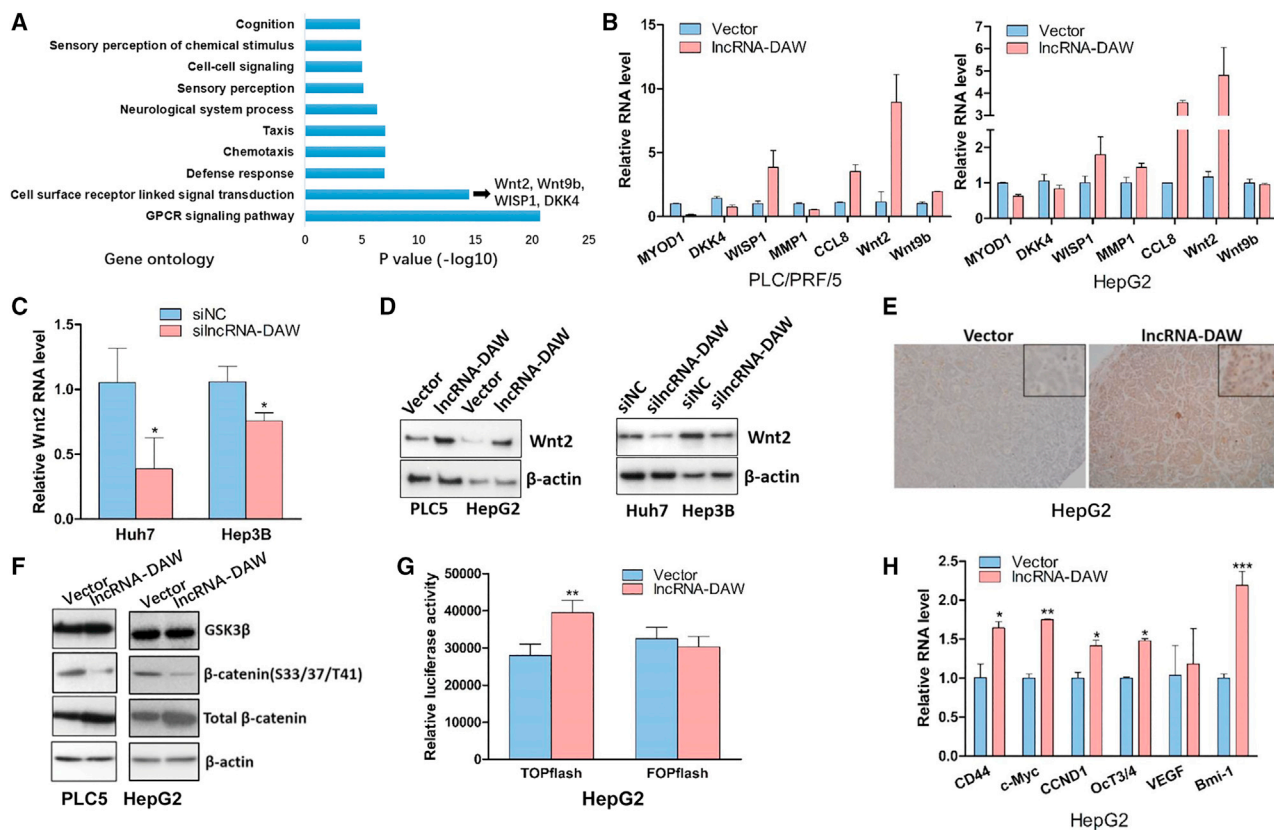 A
Cognition
Sensory perception of chemical stimulus
Cell-cell signaling
Sensory perception
Neurological system process
Taxis
Chemotaxis
Defense response
Cell surface receptor linked signal transduction
GPCR signaling pathway
Wnt2, Wnt9b,
WISP1, DKK4
0 5 10 15 20 25
Gene ontology
P value (-log10)
B
Relative RNA level
15
10
5
0
Vector
lncRNA-DAW
MYOD1 DKK4 WISP1 MMP1 CCL8 Wnt2 Wnt9b
PLC/PRF/5
Relative RNA level
7
6
5
4
3
2
1
0
Vector
lncRNA-DAW
MYOD1 DKK4 WISP1 MMP1 CCL8 Wnt2 Wnt9b
HepG2
C
Relative Wnt2 RNA level
1.5
1.0
0.5
0.0
siNC
silncRNA-DAW
* *
Huh7 Hep3B
D
Vector lncRNA-DAW Vector lncRNA-DAW
Wnt2
β-actin
PLC5 HepG2
siNC silncRNA-DAW siNC silncRNA-DAW
Wnt2
β-actin
Huh7 Hep3B
E
Vector lncRNA-DAW
HepG2
F
Vector lncRNA-DAW Vector lncRNA-DAW
GSK3β
β-catenin(S33/37/T41)
Total β-catenin
β-actin
PLC5 HepG2
G
Relative luciferase activity
50000
40000
30000
20000
10000
0
Vector
lncRNA-DAW
**
TOPflash FOPflash
HepG2
H
Relative RNA level
2.5
2.0
1.5
1.0
0.5
0.0
Vector
lncRNA-DAW
* ** * * ***
CD44 c-Myc CCND1 OcT3/4 VEGF Bmi-1
HepG2